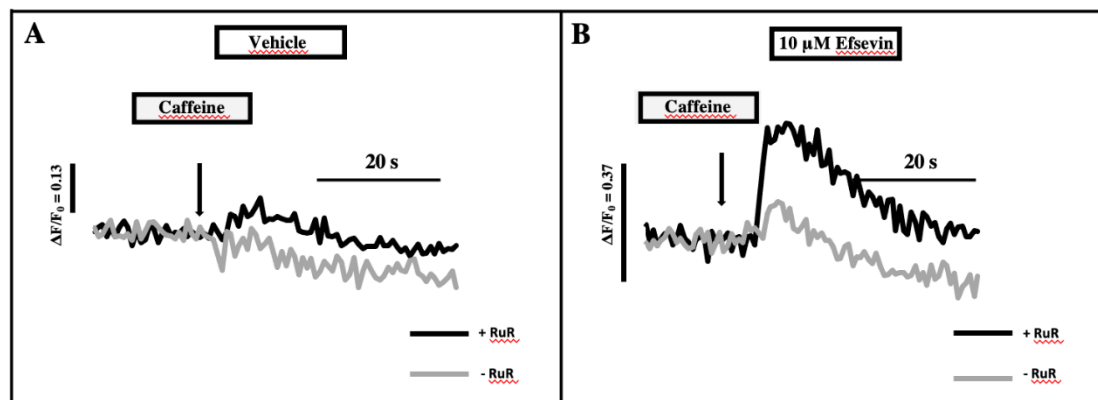 A
Vehicle
Caffeine
20 s
ΔF/F₀ = 0.13
+ RuR
- RuR
B
10 µM Efsevin
Caffeine
20 s
ΔF/F₀ = 0.37
+ RuR
- RuR